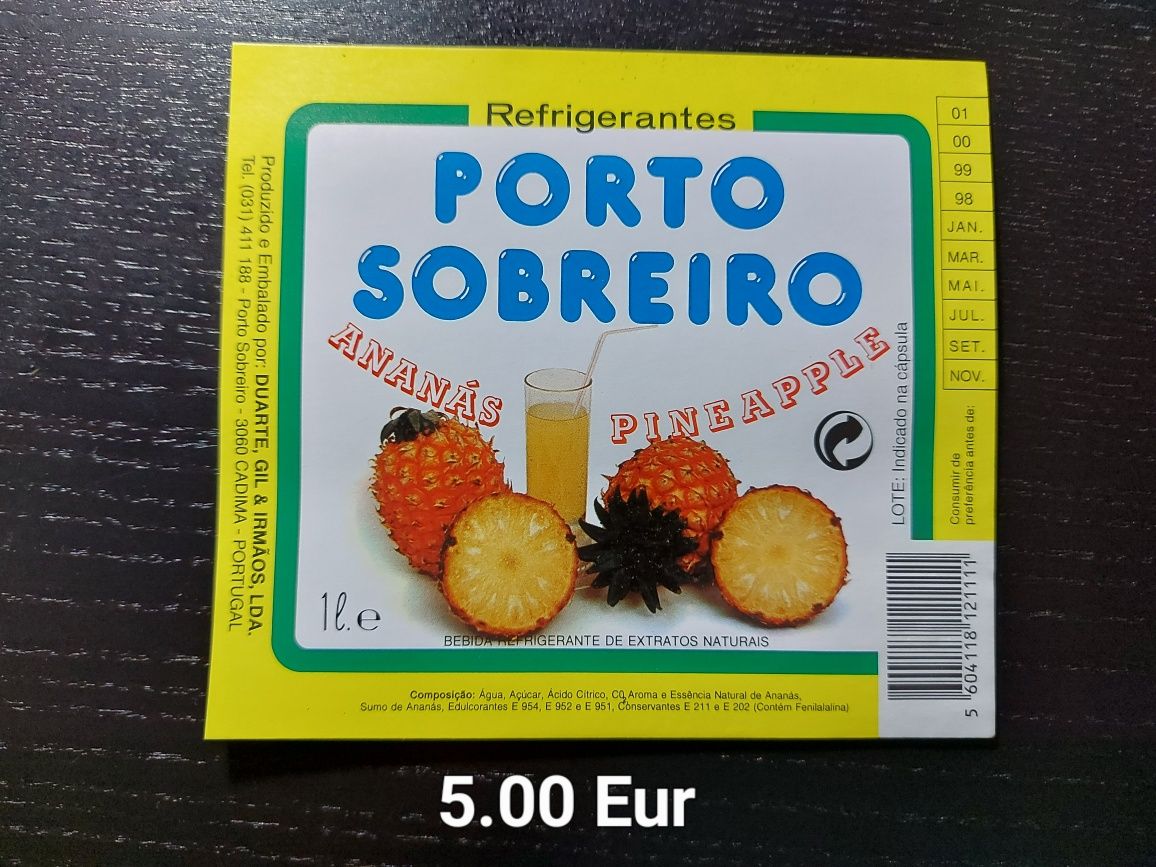 Refrigerantes
PORTO
SOBREIRO
ANANÁS
PINEAPPLE
1l.e
BEBIDA REFRIGERANTE DE EXTRATOS NATURAIS
Composição: Água, Açúcar, Ácido Cítrico, CO2 Aroma e Essência Natural de Ananás,
Sumo de Ananás, Edulcorantes E 954, E 952 e E 951, Conservantes E 211 e E 202 (Contém Fenilalalina)
Produzido e Embalado por: DUARTE, GIL & IRMÃOS, LDA.
Tel. (031) 411 188 - Porto Sobreiro - 3060 CADIMA - PORTUGAL
LOTE: Indicado na cápsula
01
00
99
98
JAN.
MAR.
MAI.
JUL.
SET.
NOV.
Consumir de
preferência antes de:
5 604118 121111
5.00 Eur